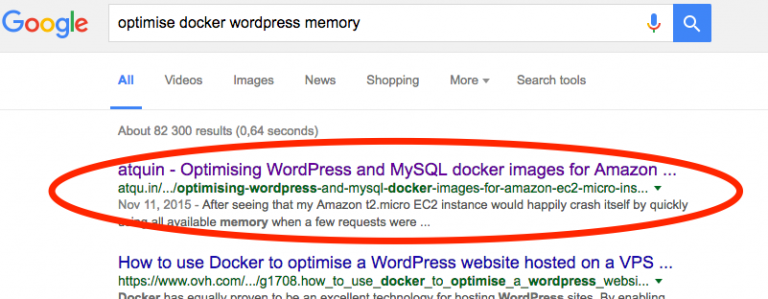 Google optimise docker wordpress memory
All Videos Images News Shopping More Search tools
About 82 300 results (0,64 seconds)
atquin - Optimising WordPress and MySQL docker images for Amazon ...
atqu.in/.../optimising-wordpress-and-mysql-docker-images-for-amazon-ec2-micro-ins...
Nov 11, 2015 - After seeing that my Amazon t2.micro EC2 instance would happily crash itself by quickly
using all available memory when a few requests were ...
How to use Docker to optimise a WordPress website hosted on a VPS ...
https://www.ovh.com/.../g1708.how_to_use_docker_to_optimise_a_wordpress_websi...
Docker has equally proven to be an excellent technology for hosting WordPress sites. By enabling